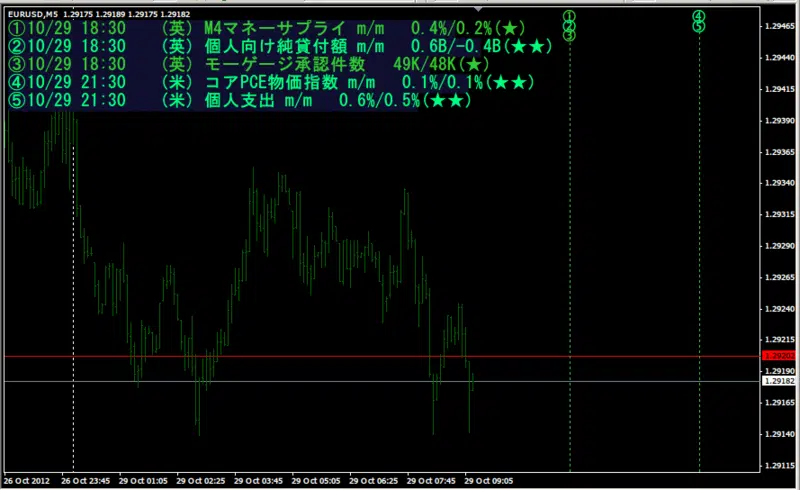 EURUSD,M5 1.29175 1.29189 1.29175 1.29182
①10/29 18:30 (英) M4マネーサプライ m/m 0.4%/0.2%(★)
②10/29 18:30 (英) 個人向け純貸付額 m/m 0.6B/-0.4B(★★)
③10/29 18:30 (英) モーゲージ承認件数 49K/48K(★)
④10/29 21:30 (米) コアPCE物価指数 m/m 0.1%/0.1%(★★)
⑤10/29 21:30 (米) 個人支出 m/m 0.6%/0.5%(★★)
① ④
② ⑤
③
1.29465
1.29440
1.29415
1.29390
1.29365
1.29340
1.29315
1.29290
1.29265
1.29240
1.29215
1.29203
1.29190
1.29182
1.29165
1.29140
1.29115
26 Oct 2012 26 Oct 23:45 29 Oct 01:05 29 Oct 02:25 29 Oct 03:45 29 Oct 05:05 29 Oct 06:25 29 Oct 07:45 29 Oct 09:05